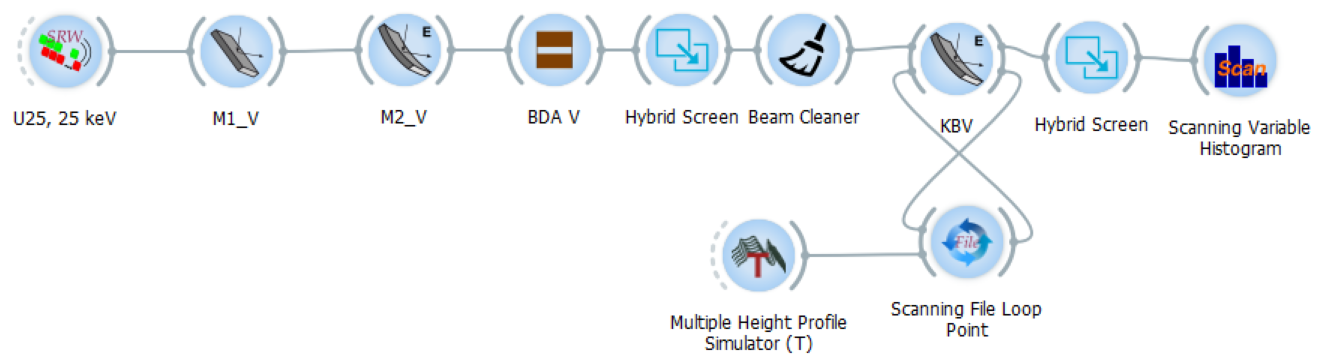 SRW
E
E
Scan
U25, 25 keV
M1_V
M2_V
BDA V
Hybrid Screen
Beam Cleaner
KBV
Hybrid Screen
Scanning Variable
Histogram
T
File
Multiple Height Profile
Simulator (T)
Scanning File Loop
Point